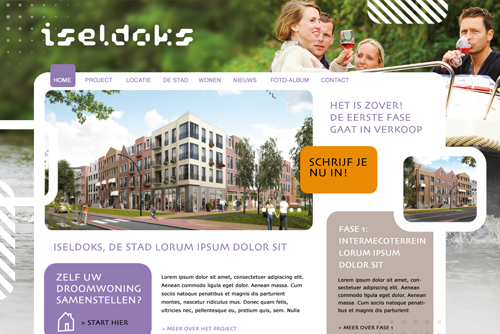 iseldoks
HOME PROJECT LOCATIE DE STAD WONEN NIEUWS FOTO-ALBUM CONTACT
HET IS ZOVER!
DE EERSTE FASE
GAAT IN VERKOOP
SCHRIJF JE
NU IN!
ISELDOKS, DE STAD LORUM IPSUM DOLOR SIT
ZELF UW
DROOMWONING
SAMENSTELLEN?
> START HIER
Lorem ipsum dolor sit amet, consectetuer adipiscing elit.
Aenean commodo ligula eget dolor. Aenean massa. Cum
sociis natoque penatibus et magnis dis parturient
montes, nascetur ridiculus mus. Donec quam felis,
ultricies nec, pellentesque eu, pretium quis, sem. Nulla
> MEER OVER HET PROJECT
FASE 1:
INTERMECOTERREIN
LORUM IPSUM
DOLOR SIT
Lorem ipsum dolor sit amet,
consectetuer adipiscing elit.
Aenean commodo ligula eget
dolor. Aenean massa. Cum
sociis natoque penatibus
et magnis dis parturient
> MEER OVER FASE 1